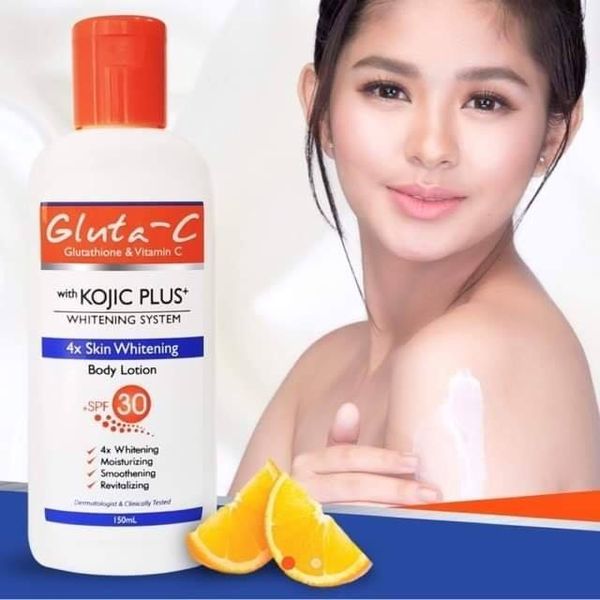 Gluta-C
Glutathione & Vitamin C
with KOJIC PLUS+
WHITENING SYSTEM
4x Skin Whitening
Body Lotion
+SPF 30
4x Whitening
Moisturizing
Smoothening
Revitalizing
Dermatologist & Clinically Tested
150mL